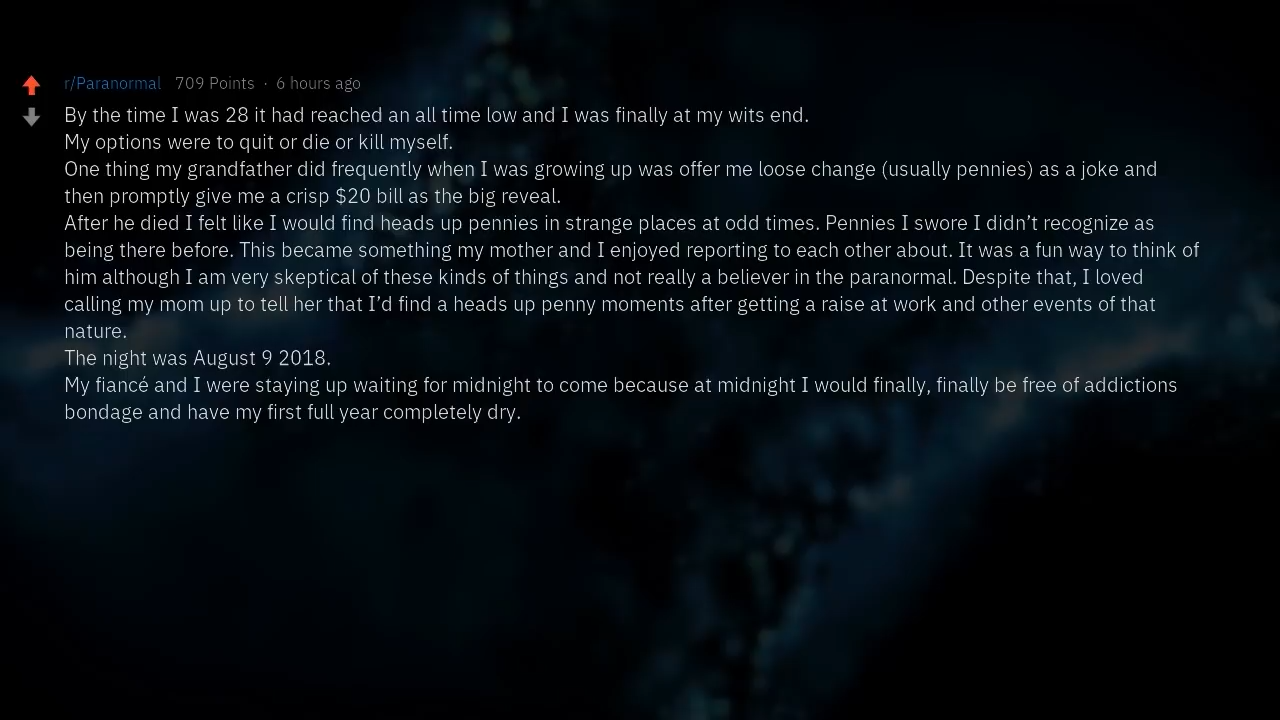 r/Paranormal 709 Points · 6 hours ago
By the time I was 28 it had reached an all time low and I was finally at my wits end.
My options were to quit or die or kill myself.
One thing my grandfather did frequently when I was growing up was offer me loose change (usually pennies) as a joke and
then promptly give me a crisp $20 bill as the big reveal.
After he died I felt like I would find heads up pennies in strange places at odd times. Pennies I swore I didn’t recognize as
being there before. This became something my mother and I enjoyed reporting to each other about. It was a fun way to think of
him although I am very skeptical of these kinds of things and not really a believer in the paranormal. Despite that, I loved
calling my mom up to tell her that I’d find a heads up penny moments after getting a raise at work and other events of that
nature.
The night was August 9 2018.
My fiancé and I were staying up waiting for midnight to come because at midnight I would finally, finally be free of addictions
bondage and have my first full year completely dry.